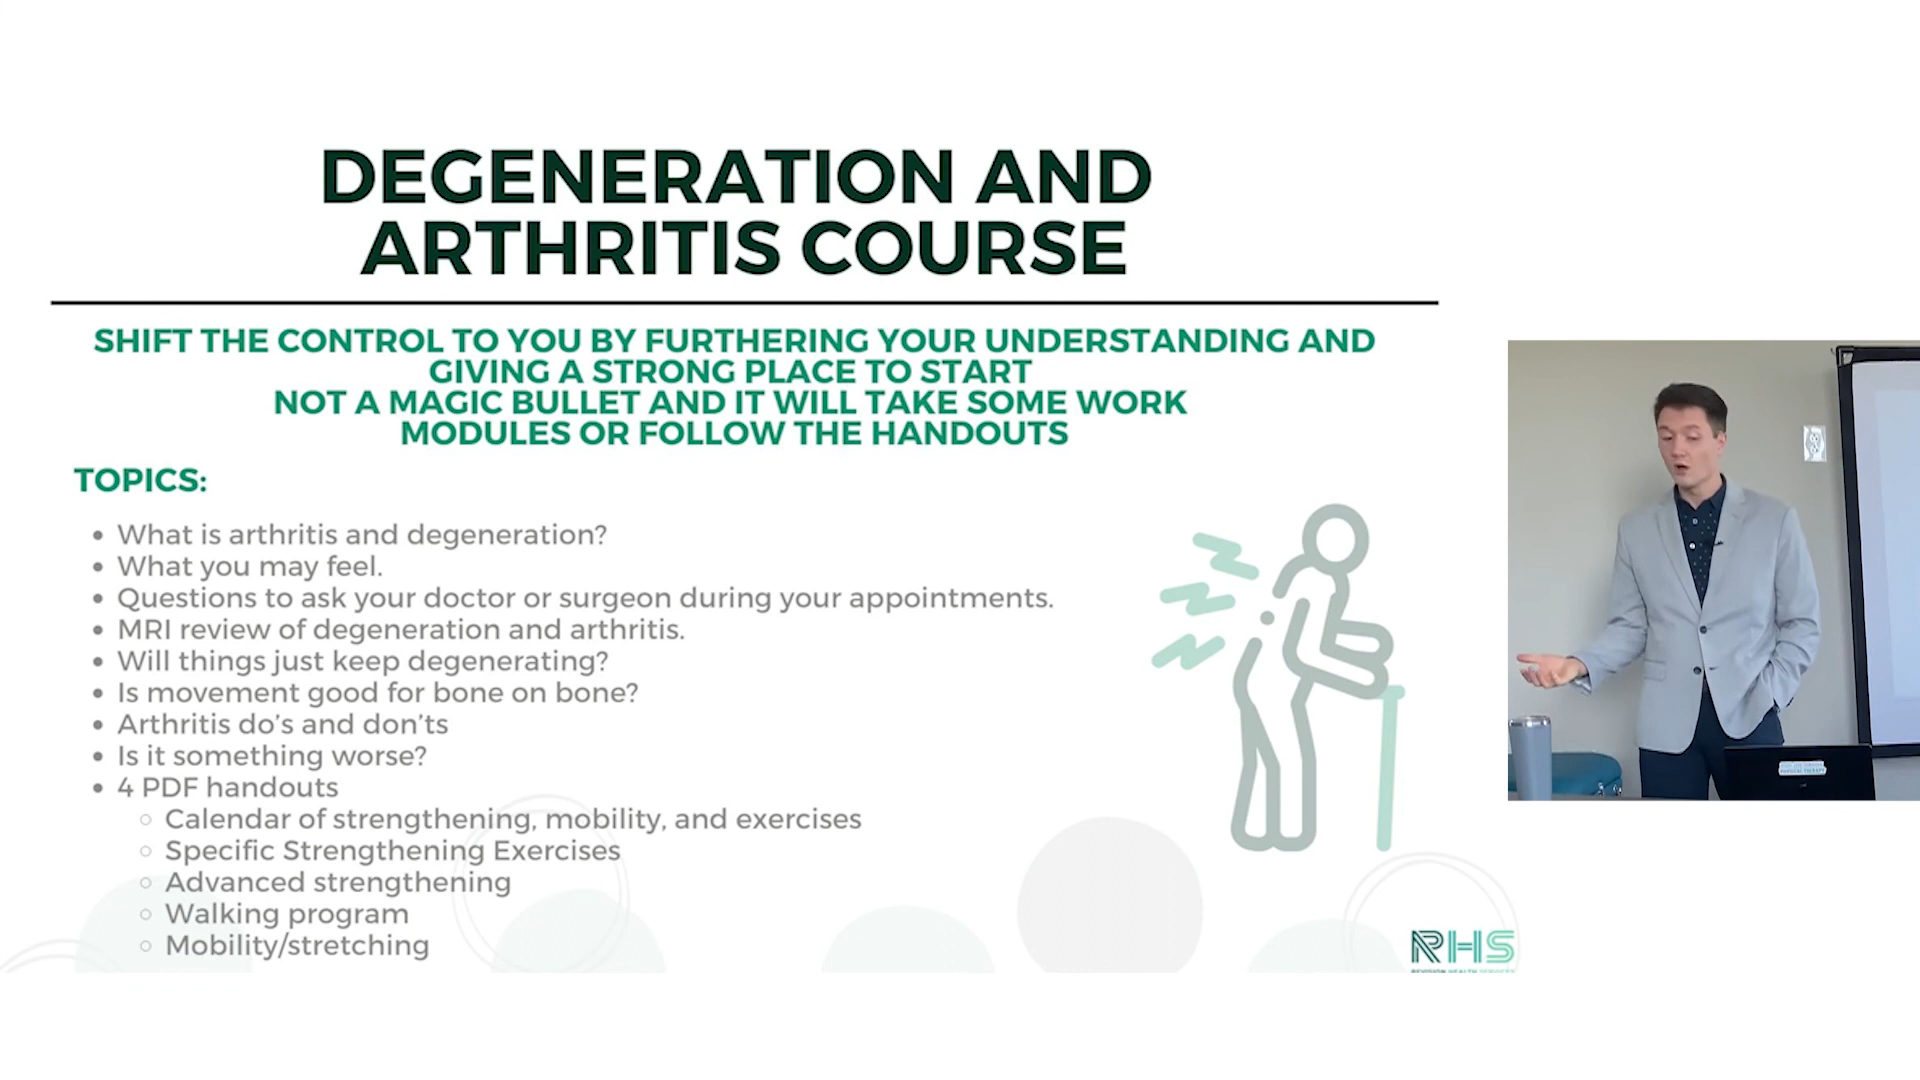 DEGENERATION AND
ARTHRITIS COURSE
SHIFT THE CONTROL TO YOU BY FURTHERING YOUR UNDERSTANDING AND
GIVING A STRONG PLACE TO START
NOT A MAGIC BULLET AND IT WILL TAKE SOME WORK
MODULES OR FOLLOW THE HANDOUTS
TOPICS:
• What is arthritis and degeneration?
• What you may feel.
• Questions to ask your doctor or surgeon during your appointments.
• MRI review of degeneration and arthritis.
• Will things just keep degenerating?
• Is movement good for bone on bone?
• Arthritis do's and don'ts
• Is it something worse?
• 4 PDF handouts
○ Calendar of strengthening, mobility, and exercises
○ Specific Strengthening Exercises
○ Advanced strengthening
○ Walking program
○ Mobility/stretching
RHS
REVISION HEALTH SERVICES
PHYSICAL THERAPY